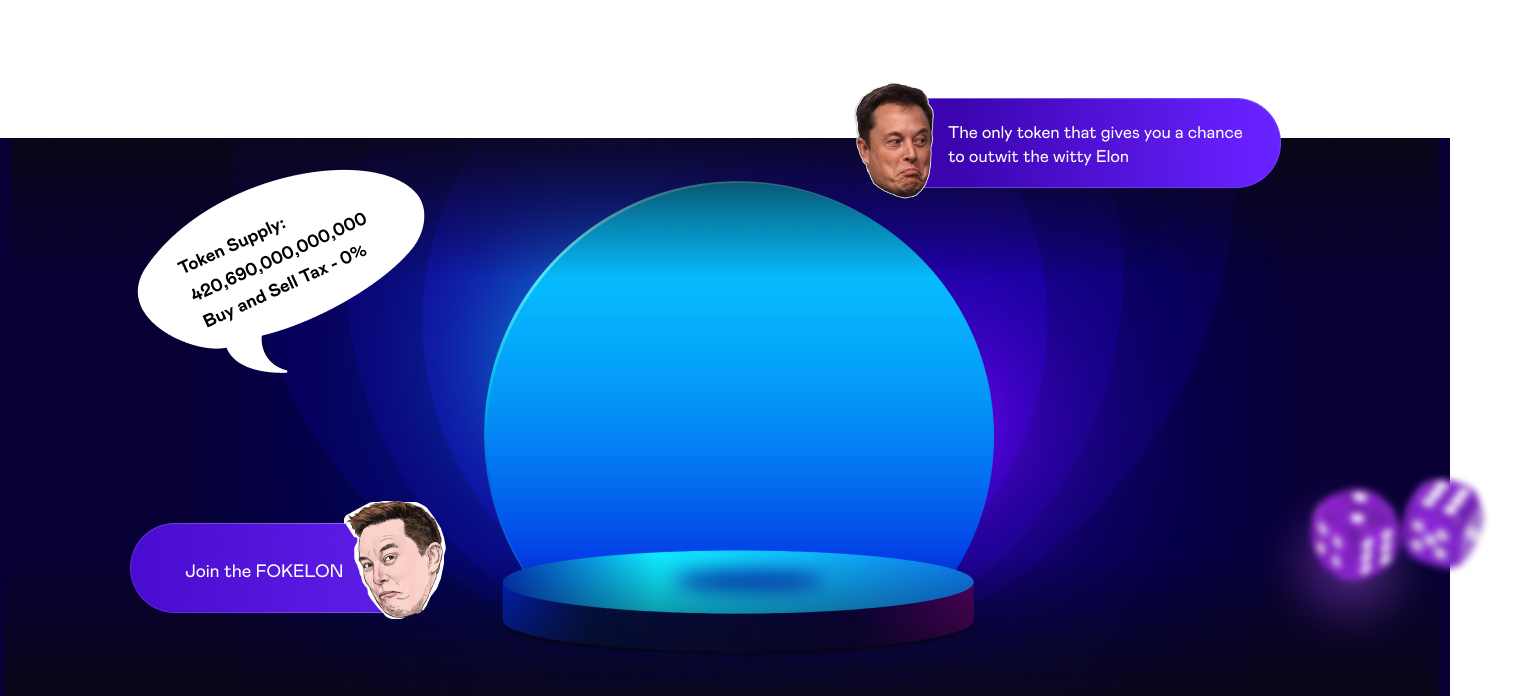 The only token that gives you a chance
to outwit the witty Elon
Token Supply:
420,690,000,000,000
Buy and Sell Tax - 0%
Join the FOKELON